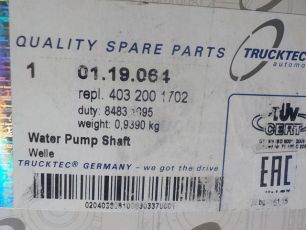 QUALITY SPARE PARTS
TRUCKTEC
automo
1 01.19.064
repl. 403 200 1702
duty: 8483 1095
weight: 0,9390 kg
Water Pump Shaft
Welle
TRUCKTEC GERMANY - we got the drive
TÜV
CERT
EAC